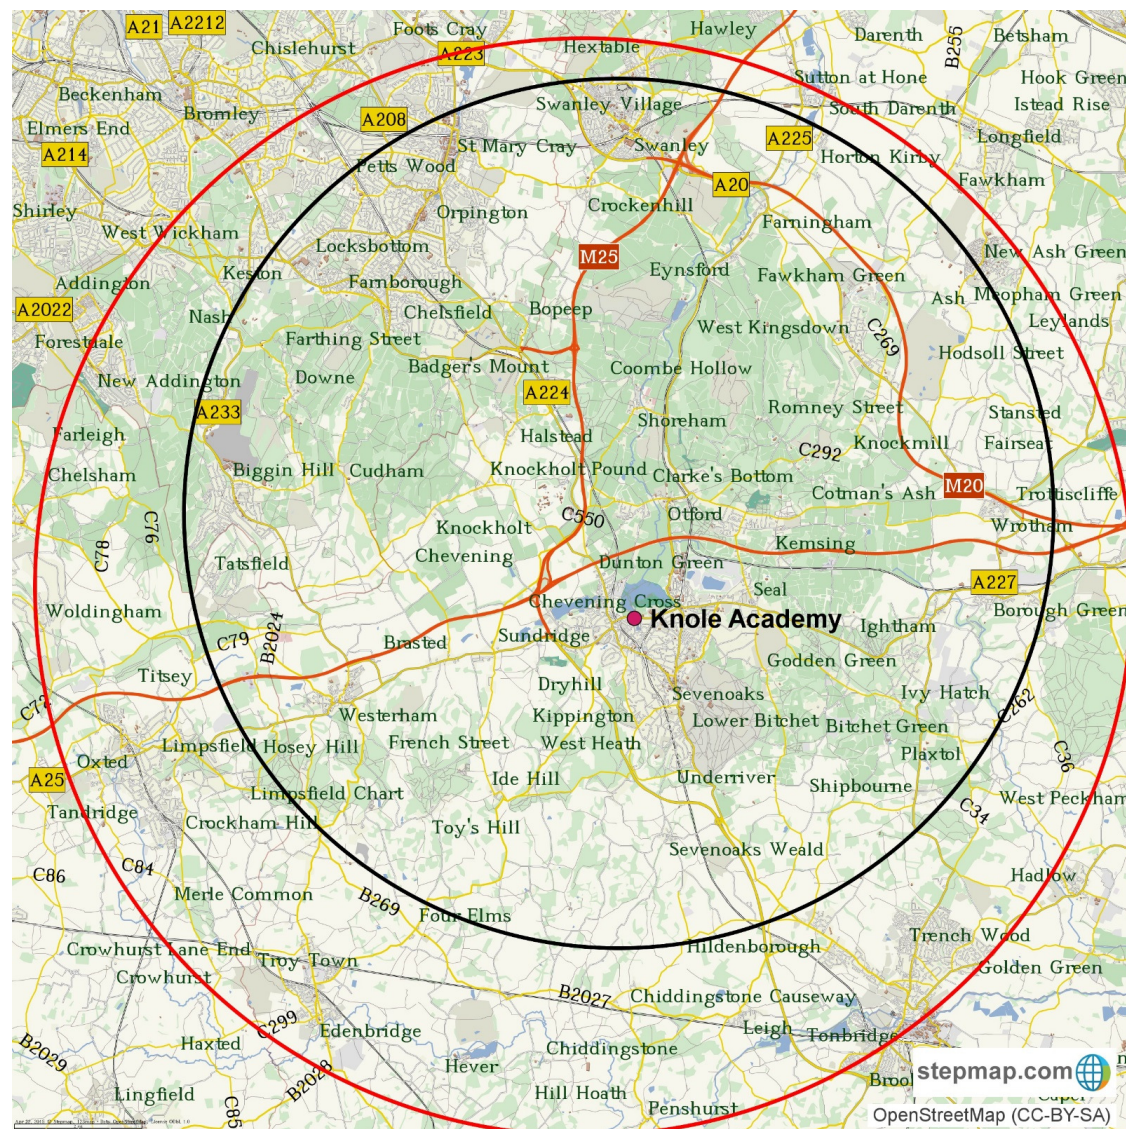 A21
A2212
Foots Cray
Hawley
Darenth
Betsham
B255
Chislehurst
A223
Hextable
Sutton at Hone
Hook Green
Beckenham
Bromley
A208
Swanley Village
South Darenth
Istead Rise
Elmers End
A214
Petts Wood
St Mary Cray
Swanley
A225
Horton Kirby
Longfield
Fawkham
Shirley
West Wickham
Orpington
Crockenhill
A20
Farningham
Locksbottom
M25
New Ash Green
Addington
Keston
Farnborough
Eynsford
Fawkham Green
A2022
Nash
Chelsfield
Bopeep
Ash
Meopham Green
Forestdale
Farthing Street
West Kingsdown
C269
Leylands
Hodsoll Street
New Addington
Downe
Badger's Mount
Coombe Hollow
A233
A224
Romney Street
Stansted
Farleigh
Halstead
Shoreham
Knockmill
Fairseat
Chelsham
Biggin Hill
Cudham
Knockholt Pound
Clarke's Bottom
C292
M20
Cotman's Ash
Trottiscliffe
C78
C76
Knockholt
C550
Otford
Wrotham
Tatsfield
Chevening
Dunton Green
Kemsing
A227
Woldingham
Chevening Cross
Seal
Borough Green
Knole Academy
C79
B2024
Brasted
Sundridge
Ightham
Titsey
Dryhill
Godden Green
C72
Westerham
Kippington
Sevenoaks
Ivy Hatch
C262
Lower Bitchet
Bitchet Green
Limpsfield
Hosey Hill
French Street
West Heath
Plaxtol
C36
Oxted
A25
Ide Hill
Underriver
Shipbourne
Limpsfield Chart
West Peckham
Tandridge
Crockham Hill
Toy's Hill
C34
Sevenoaks Weald
C84
C86
Hadlow
Merle Common
B269
Four Elms
Hildenborough
Trench Wood
Crowhurst Lane End
Troy Town
Golden Green
Crowhurst
B2027
Chiddingstone Causeway
C299
Edenbridge
Leigh
Tonbridge
Haxted
B2029
Chiddingstone
Hever
B2028
Lingfield
C85
Hill Hoath
Penshurst
stepmap.com
OpenStreetMap (CC-BY-SA)